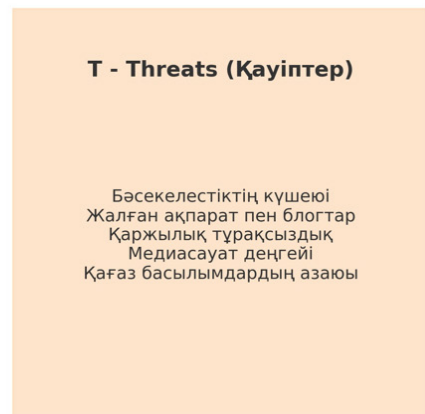 T - Threats (Қауіптер)
Бәсекелестіктің күшеюі
Жалған ақпарат пен блогтар
Қаржылық тұрақсыздық
Медиасауат деңгейі
Қағаз басылымдардың азаюы